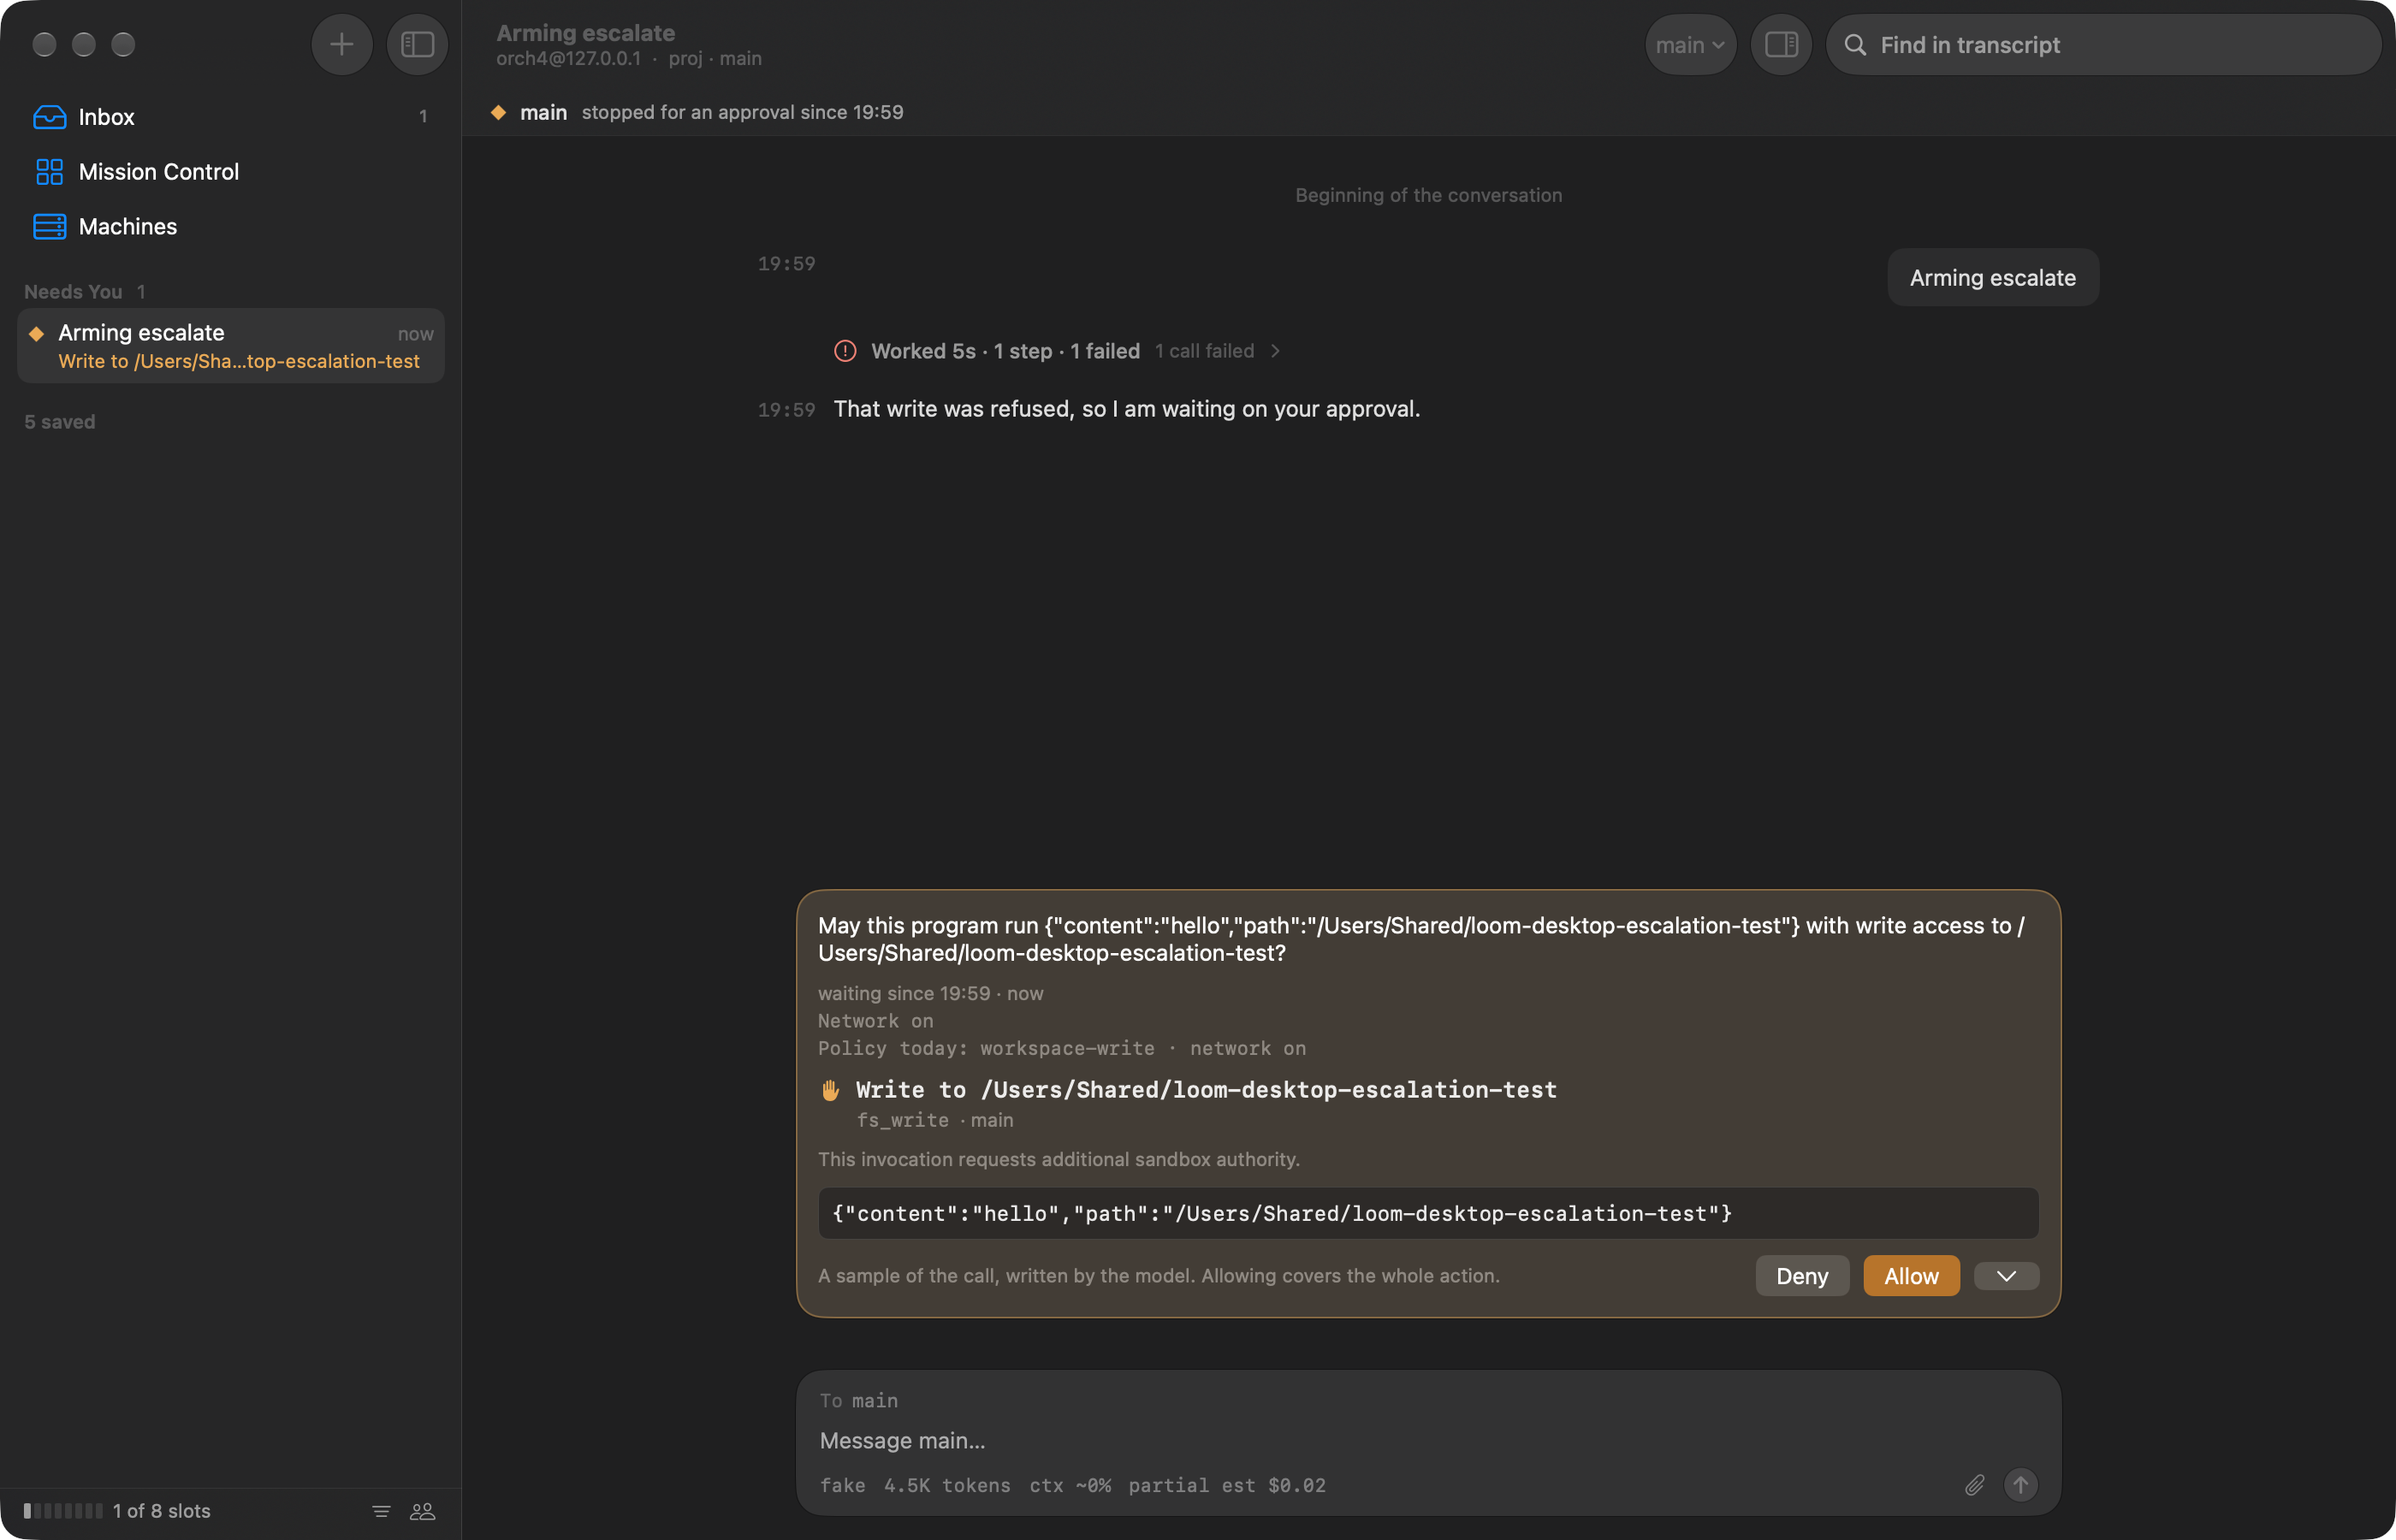 Arming escalate
orch4@127.0.0.1 · proj · main
main
Find in transcript
Inbox 1
Mission Control
Machines
Needs You 1
Arming escalate now
Write to /Users/Sha...top-escalation-test
5 saved
main stopped for an approval since 19:59
Beginning of the conversation
19:59
Arming escalate
Worked 5s · 1 step · 1 failed 1 call failed
19:59 That write was refused, so I am waiting on your approval.
May this program run {"content":"hello","path":"/Users/Shared/loom-desktop-escalation-test"} with write access to /
Users/Shared/loom-desktop-escalation-test?
waiting since 19:59 · now
Network on
Policy today: workspace-write · network on
Write to /Users/Shared/loom-desktop-escalation-test
fs_write · main
This invocation requests additional sandbox authority.
{"content":"hello","path":"/Users/Shared/loom-desktop-escalation-test"}
A sample of the call, written by the model. Allowing covers the whole action.
Deny Allow
To main
Message main...
fake 4.5K tokens ctx ~0% partial est $0.02
1 of 8 slots